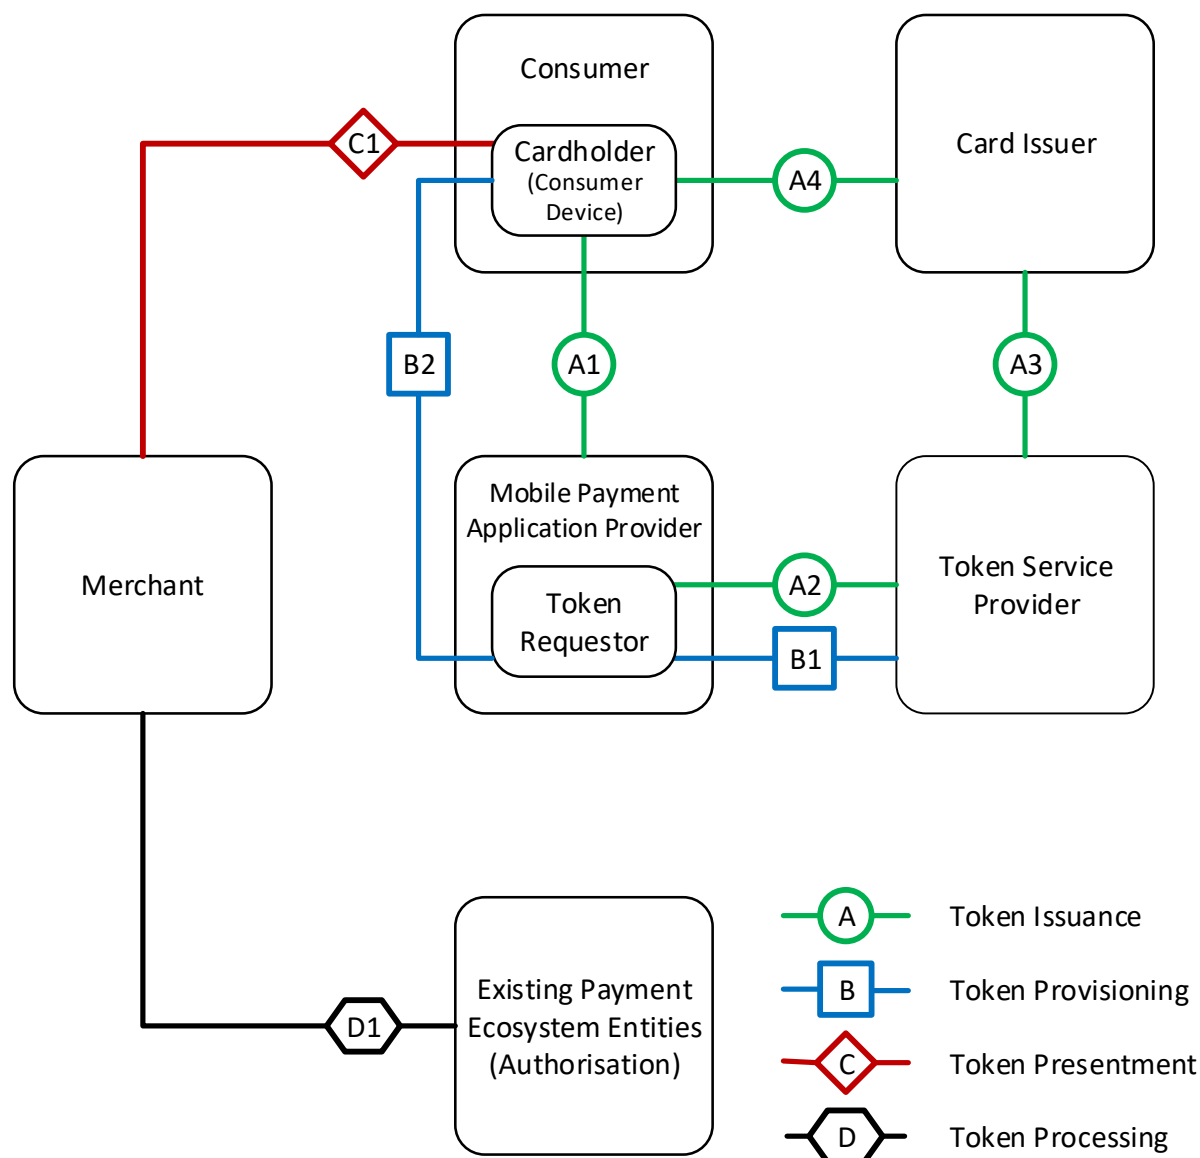 Consumer
Cardholder
(Consumer
Device)
Card Issuer
C1
A4
B2
A1
A3
Mobile Payment
Application Provider
Token
Requestor
Merchant
A2
B1
Token Service
Provider
Existing Payment
Ecosystem Entities
(Authorisation)
D1
A Token Issuance
B Token Provisioning
C Token Presentment
D Token Processing